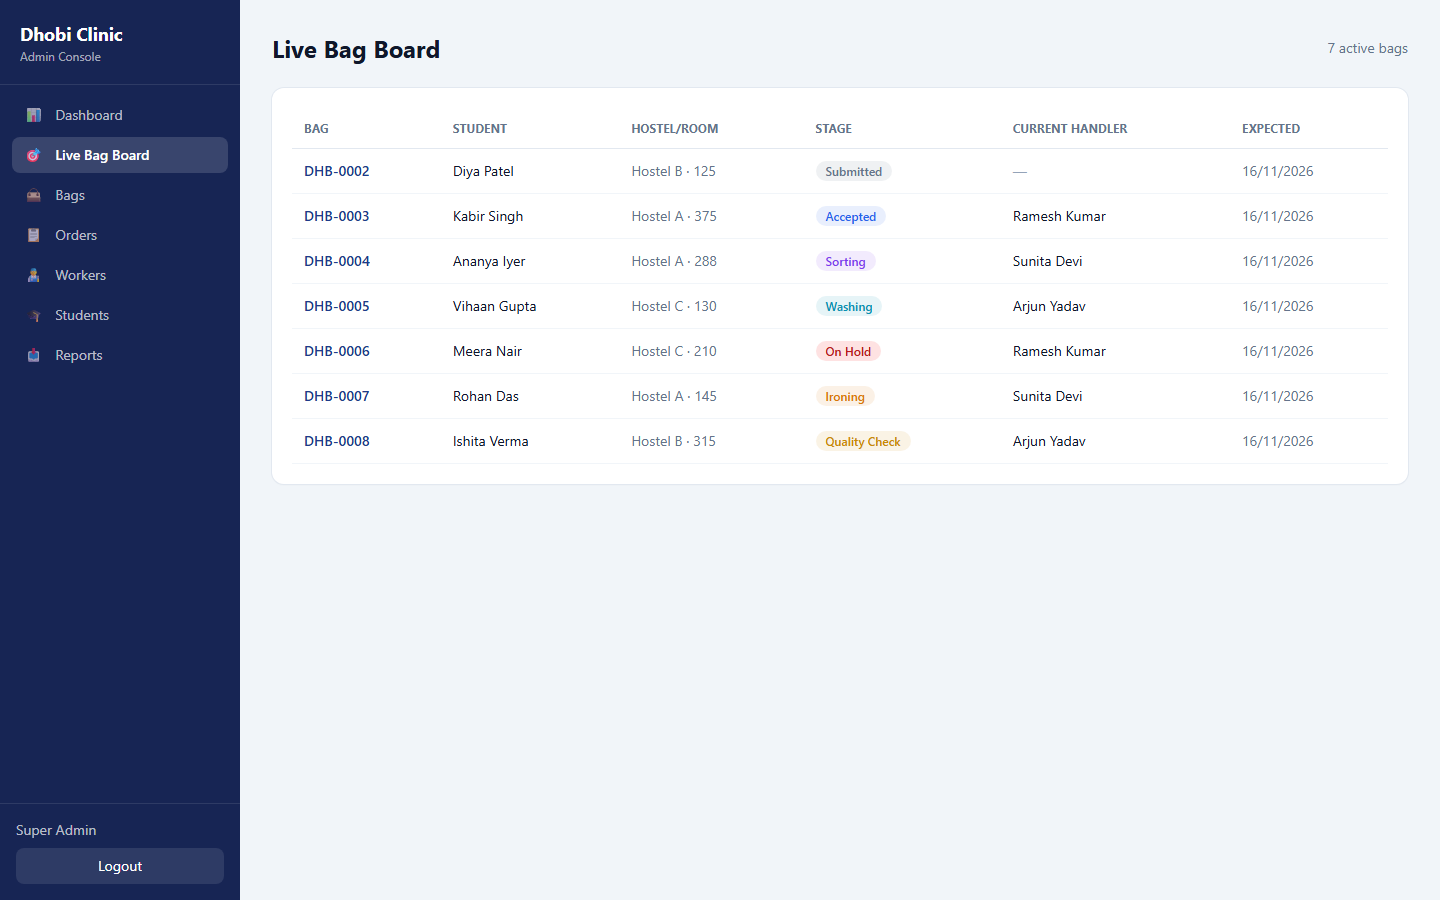 Dhobi Clinic
Admin Console
Dashboard
Live Bag Board
Bags
Orders
Workers
Students
Reports
Super Admin
Logout
Live Bag Board
7 active bags
BAG STUDENT HOSTEL/ROOM STAGE CURRENT HANDLER EXPECTED
DHB-0002 Diya Patel Hostel B · 125 Submitted — 16/11/2026
DHB-0003 Kabir Singh Hostel A · 375 Accepted Ramesh Kumar 16/11/2026
DHB-0004 Ananya Iyer Hostel A · 288 Sorting Sunita Devi 16/11/2026
DHB-0005 Vihaan Gupta Hostel C · 130 Washing Arjun Yadav 16/11/2026
DHB-0006 Meera Nair Hostel C · 210 On Hold Ramesh Kumar 16/11/2026
DHB-0007 Rohan Das Hostel A · 145 Ironing Sunita Devi 16/11/2026
DHB-0008 Ishita Verma Hostel B · 315 Quality Check Arjun Yadav 16/11/2026